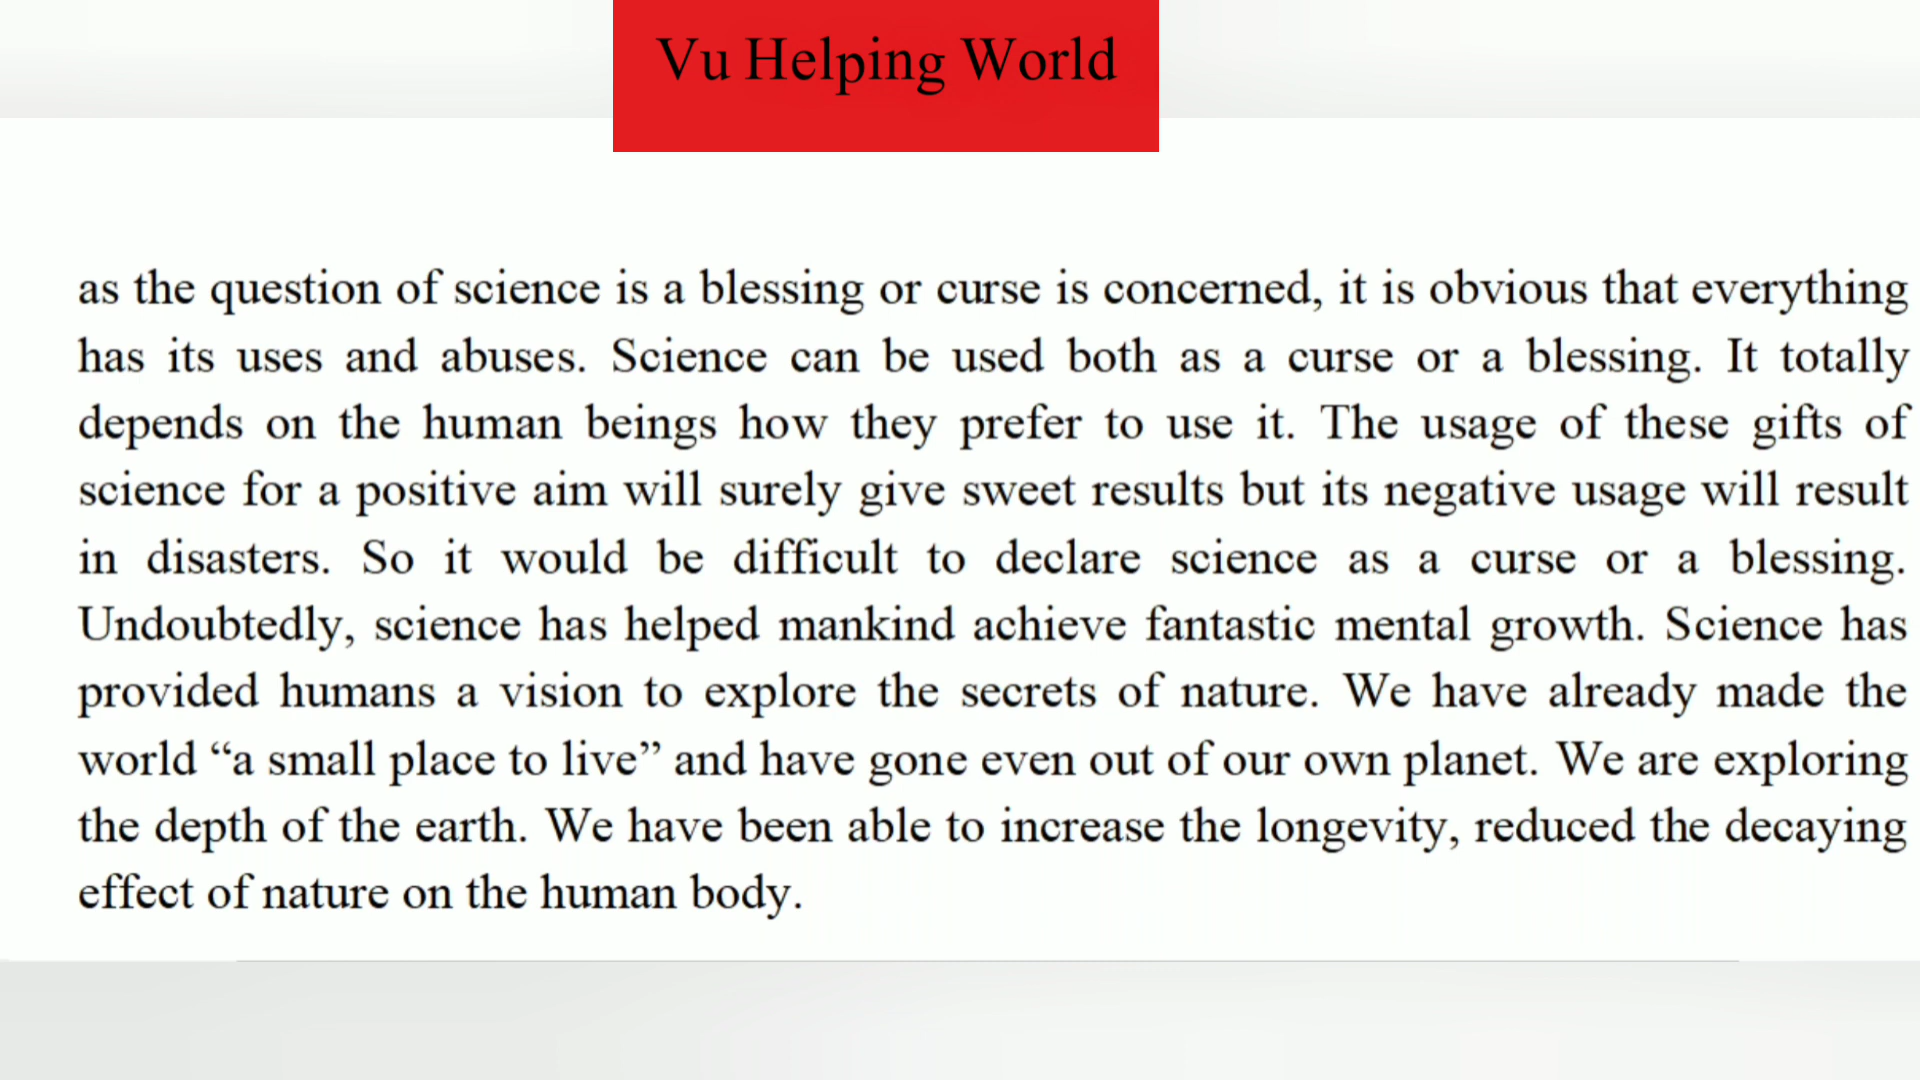 Vu Helping World
as the question of science is a blessing or curse is concerned, it is obvious that everything
has its uses and abuses. Science can be used both as a curse or a blessing. It totally
depends on the human beings how they prefer to use it. The usage of these gifts of
science for a positive aim will surely give sweet results but its negative usage will result
in disasters. So it would be difficult to declare science as a curse or a blessing.
Undoubtedly, science has helped mankind achieve fantastic mental growth. Science has
provided humans a vision to explore the secrets of nature. We have already made the
world “a small place to live” and have gone even out of our own planet. We are exploring
the depth of the earth. We have been able to increase the longevity, reduced the decaying
effect of nature on the human body.